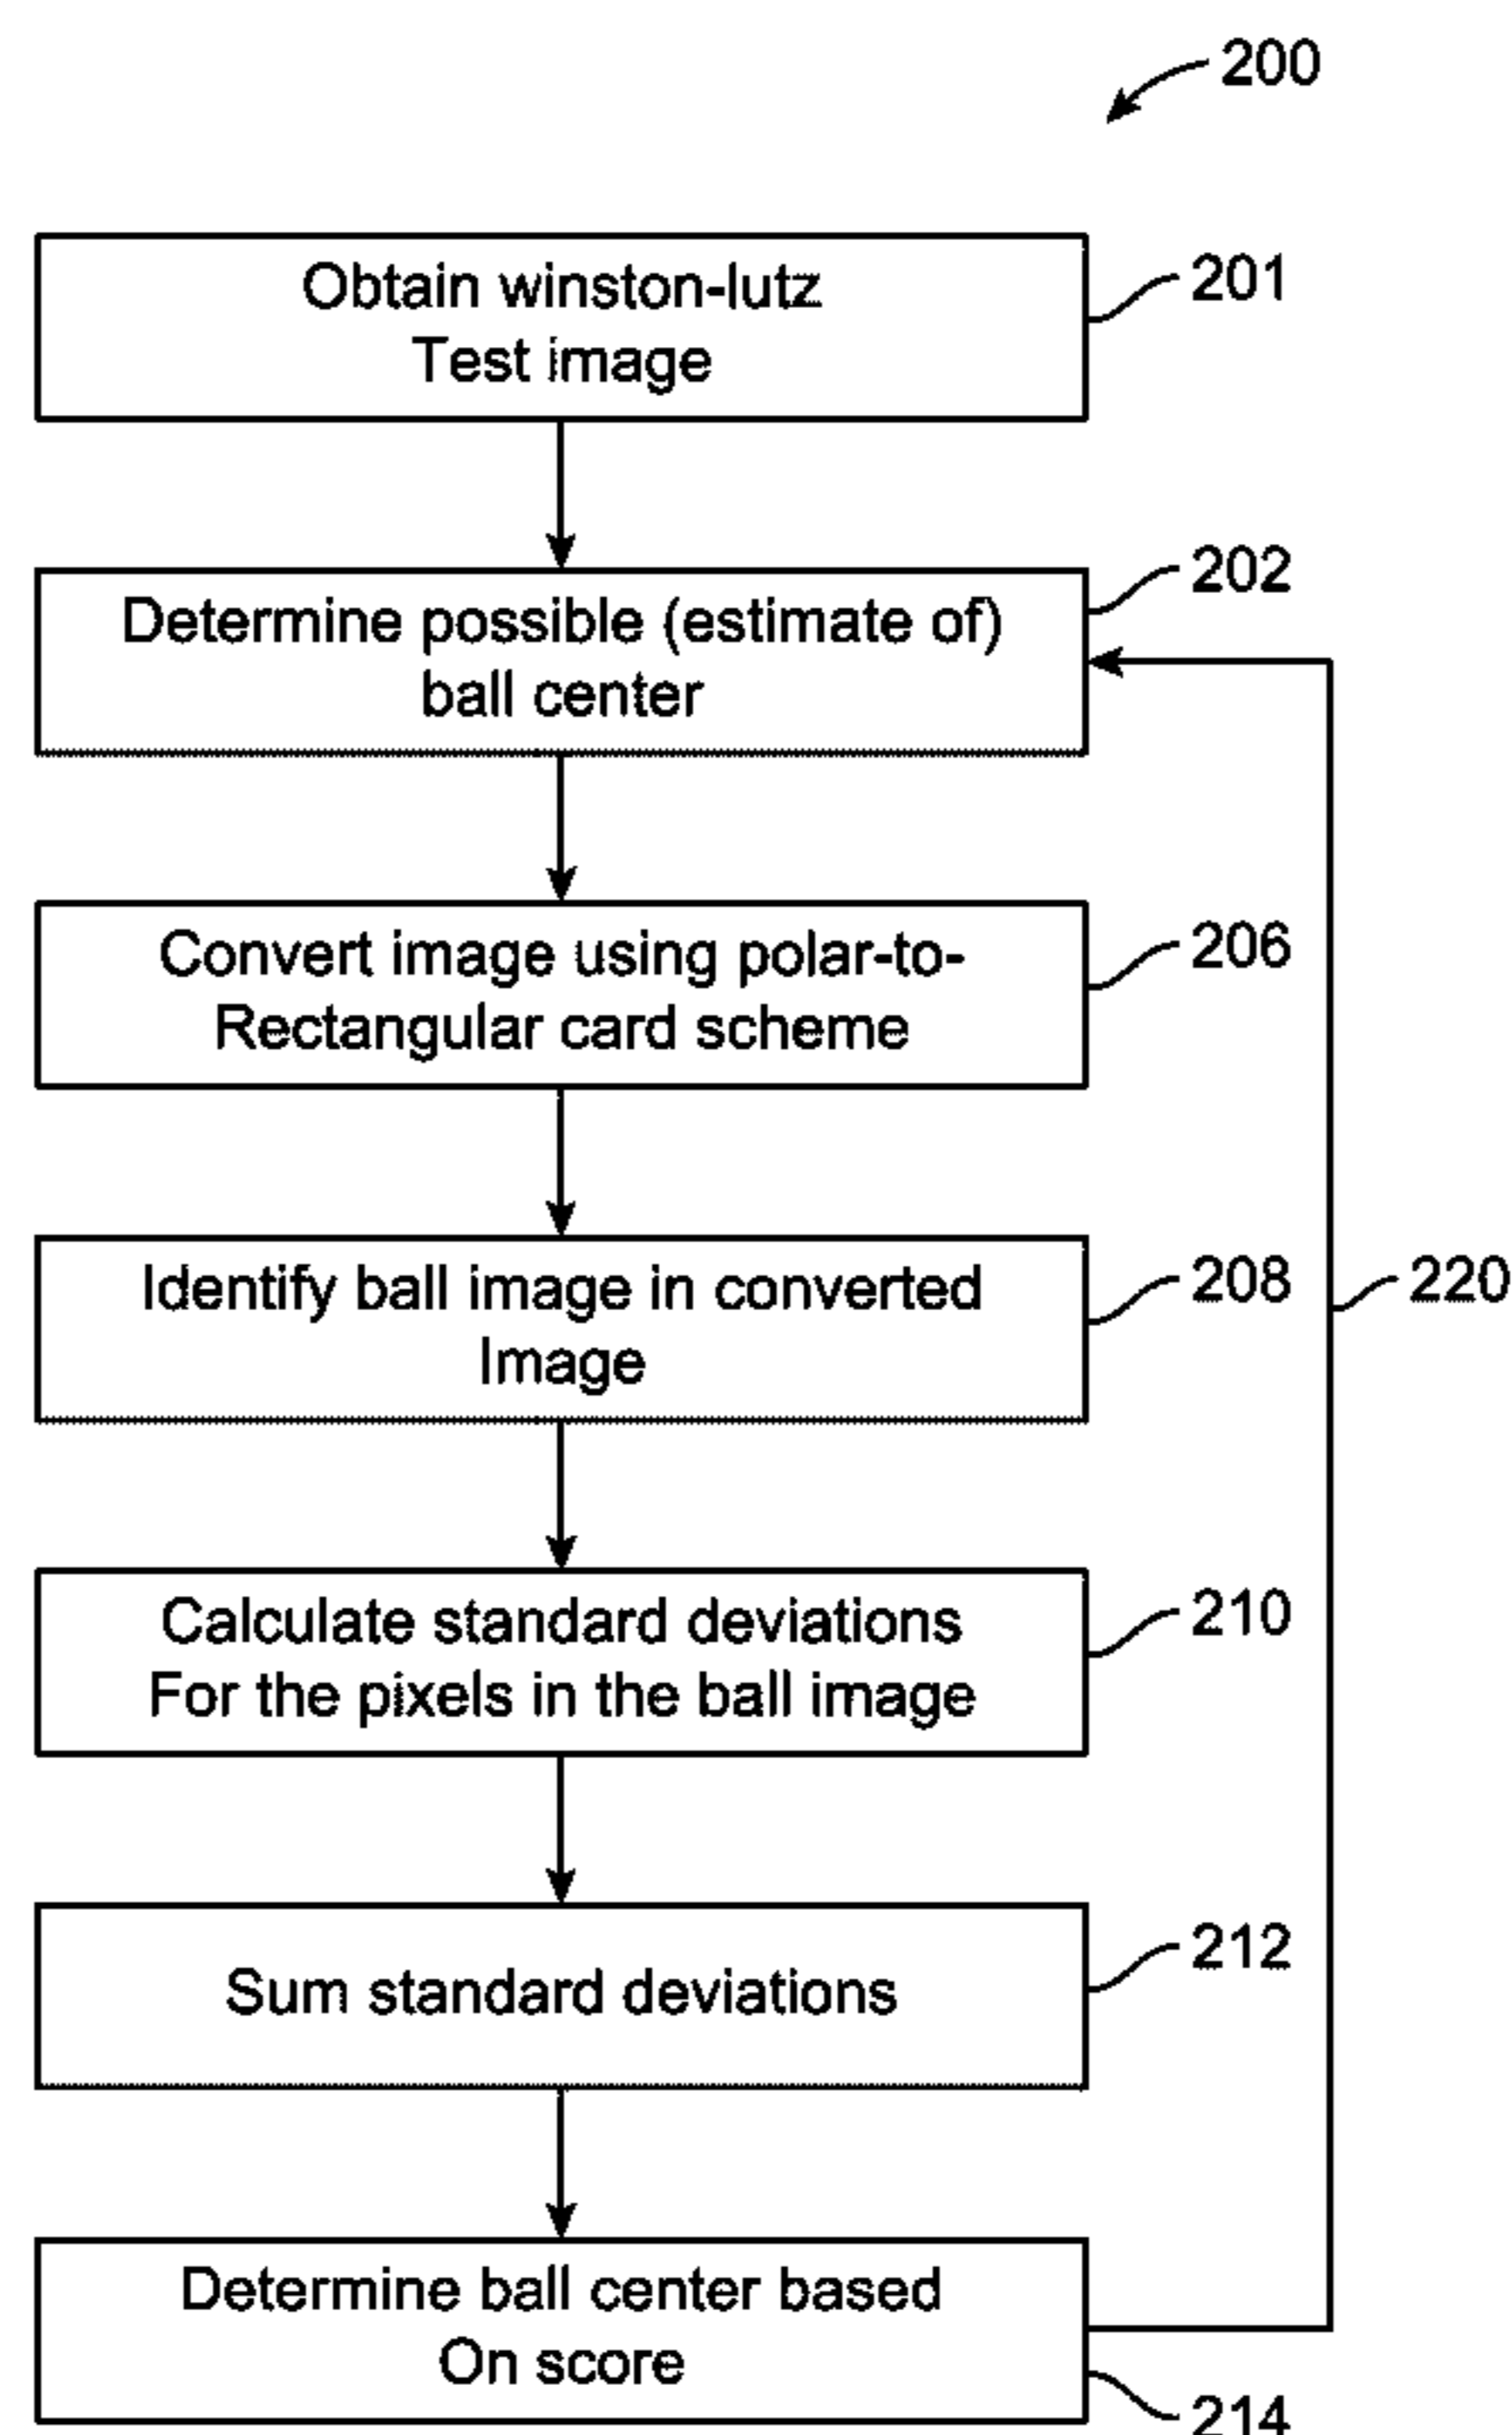 200
Obtain winston-lutz
Test image
201
Determine possible (estimate of)
ball center
202
Convert image using polar-to-
Rectangular card scheme
206
Identify ball image in converted
Image
208
220
Calculate standard deviations
For the pixels in the ball image
210
Sum standard deviations
212
Determine ball center based
On score
214